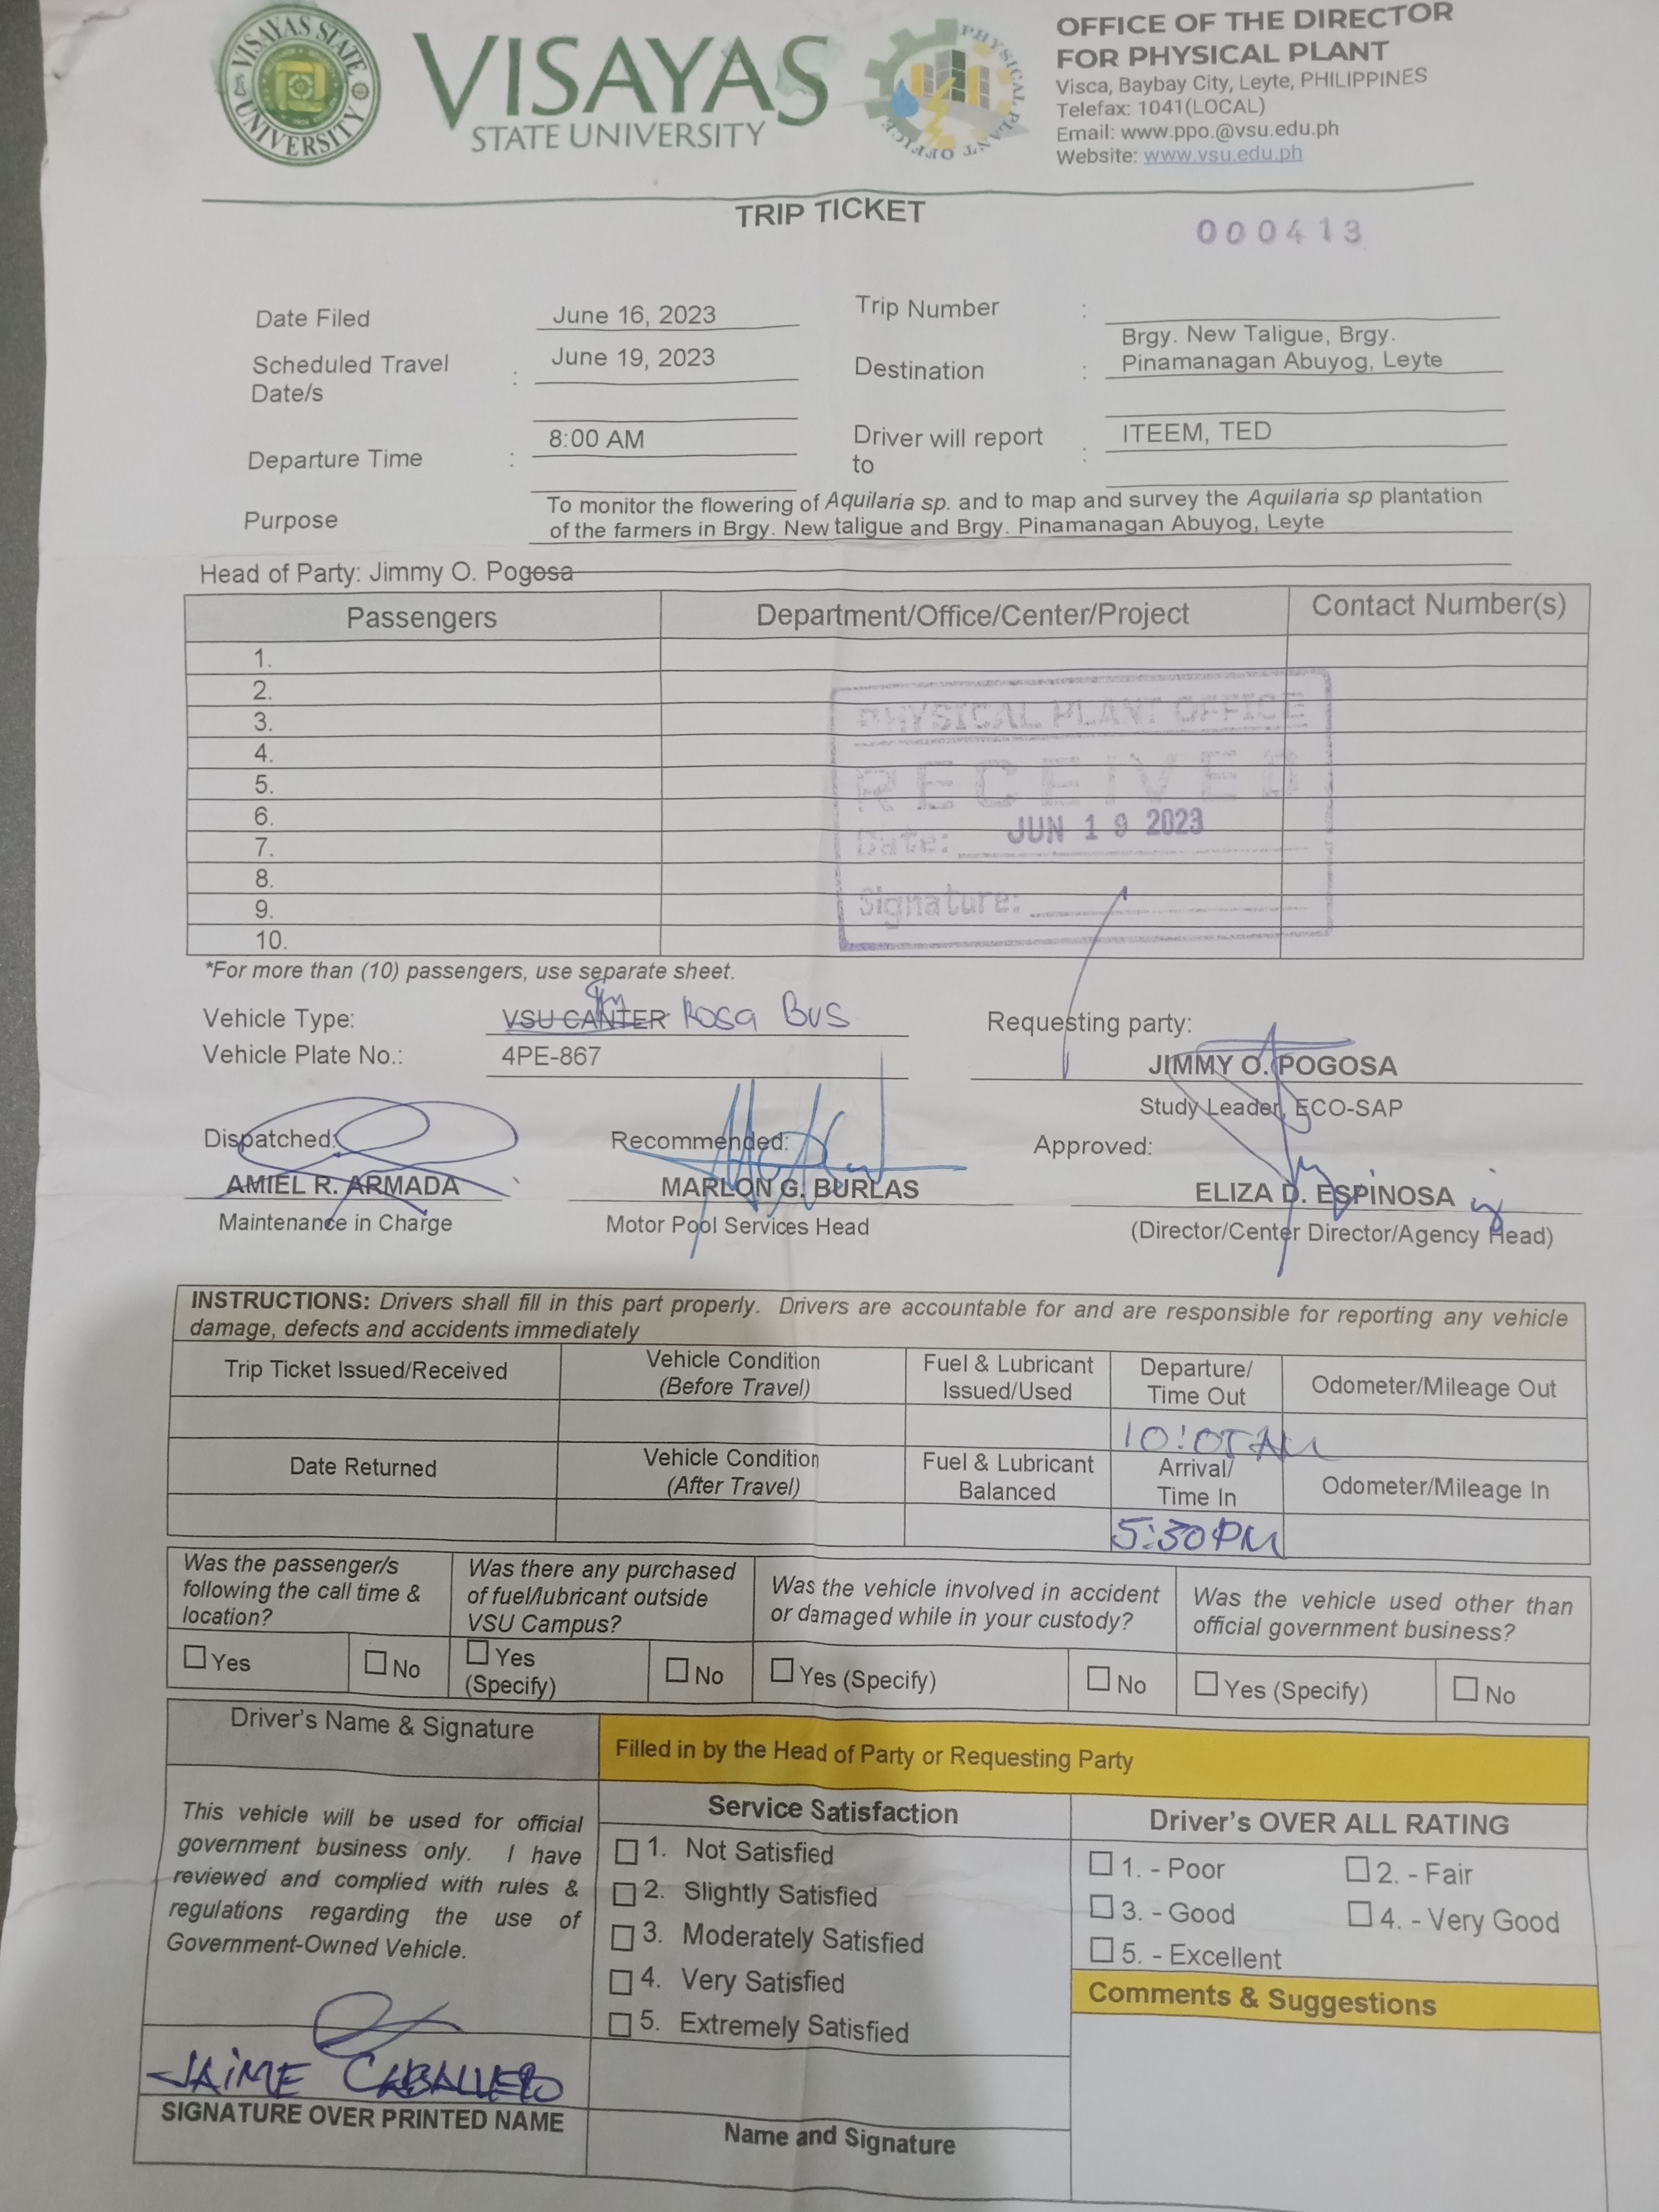 VISAYAS STATE UNIVERSITY
VISAYAS
STATE UNIVERSITY
PHYSICAL PLANT OFFICE
OFFICE OF THE DIRECTOR
FOR PHYSICAL PLANT
Visca, Baybay City, Leyte, PHILIPPINES
Telefax: 1041(LOCAL)
Email: www.ppo.@vsu.edu.ph
Website: www.vsu.edu.ph
TRIP TICKET
000413
Date Filed June 16, 2023 Trip Number :
Scheduled Travel Date/s : June 19, 2023 Destination : Brgy. New Taligue, Brgy.
Pinamanagan Abuyog, Leyte
Departure Time : 8:00 AM Driver will report to : ITEEM, TED
Purpose To monitor the flowering of Aquilaria sp. and to map and survey the Aquilaria sp plantation
of the farmers in Brgy. New taligue and Brgy. Pinamanagan Abuyog, Leyte
Head of Party: Jimmy O. Pogosa
Passengers Department/Office/Center/Project Contact Number(s)
1.
2.
3.
4.
5.
6.
7.
8.
9.
10.
PHYSICAL PLANT OFFICE
RECEIVED
Date: JUN 19 2023
Signature:
*For more than (10) passengers, use separate sheet.
Vehicle Type: VSU CANTER Rosa Bus
Vehicle Plate No.: 4PE-867
Requesting party:
JIMMY O. POGOSA
Study Leader, ECO-SAP
Dispatched: Recommended: Approved:
AMIEL R. ARMADA MARLON G. BURLAS ELIZA D. ESPINOSA
Maintenance in Charge Motor Pool Services Head (Director/Center Director/Agency Head)
INSTRUCTIONS: Drivers shall fill in this part properly. Drivers are accountable for and are responsible for reporting any vehicle
damage, defects and accidents immediately
Trip Ticket Issued/Received Vehicle Condition (Before Travel) Fuel & Lubricant Issued/Used Departure/ Time Out Odometer/Mileage Out
10:05 AM
Date Returned Vehicle Condition (After Travel) Fuel & Lubricant Balanced Arrival/ Time In Odometer/Mileage In
5:30 PM
Was the passenger/s
following the call time &
location?
Was there any purchased
of fuel/lubricant outside
VSU Campus?
Was the vehicle involved in accident
or damaged while in your custody?
Was the vehicle used other than
official government business?
Yes No Yes (Specify) No Yes (Specify) No Yes (Specify) No
Driver's Name & Signature
Filled in by the Head of Party or Requesting Party
This vehicle will be used for official
government business only. I have
reviewed and complied with rules &
regulations regarding the use of
Government-Owned Vehicle.
JAIME CABALLERO
SIGNATURE OVER PRINTED NAME
Service Satisfaction
1. Not Satisfied
2. Slightly Satisfied
3. Moderately Satisfied
4. Very Satisfied
5. Extremely Satisfied
Name and Signature
Driver's OVER ALL RATING
1. - Poor 2. - Fair
3. - Good 4. - Very Good
5. - Excellent
Comments & Suggestions